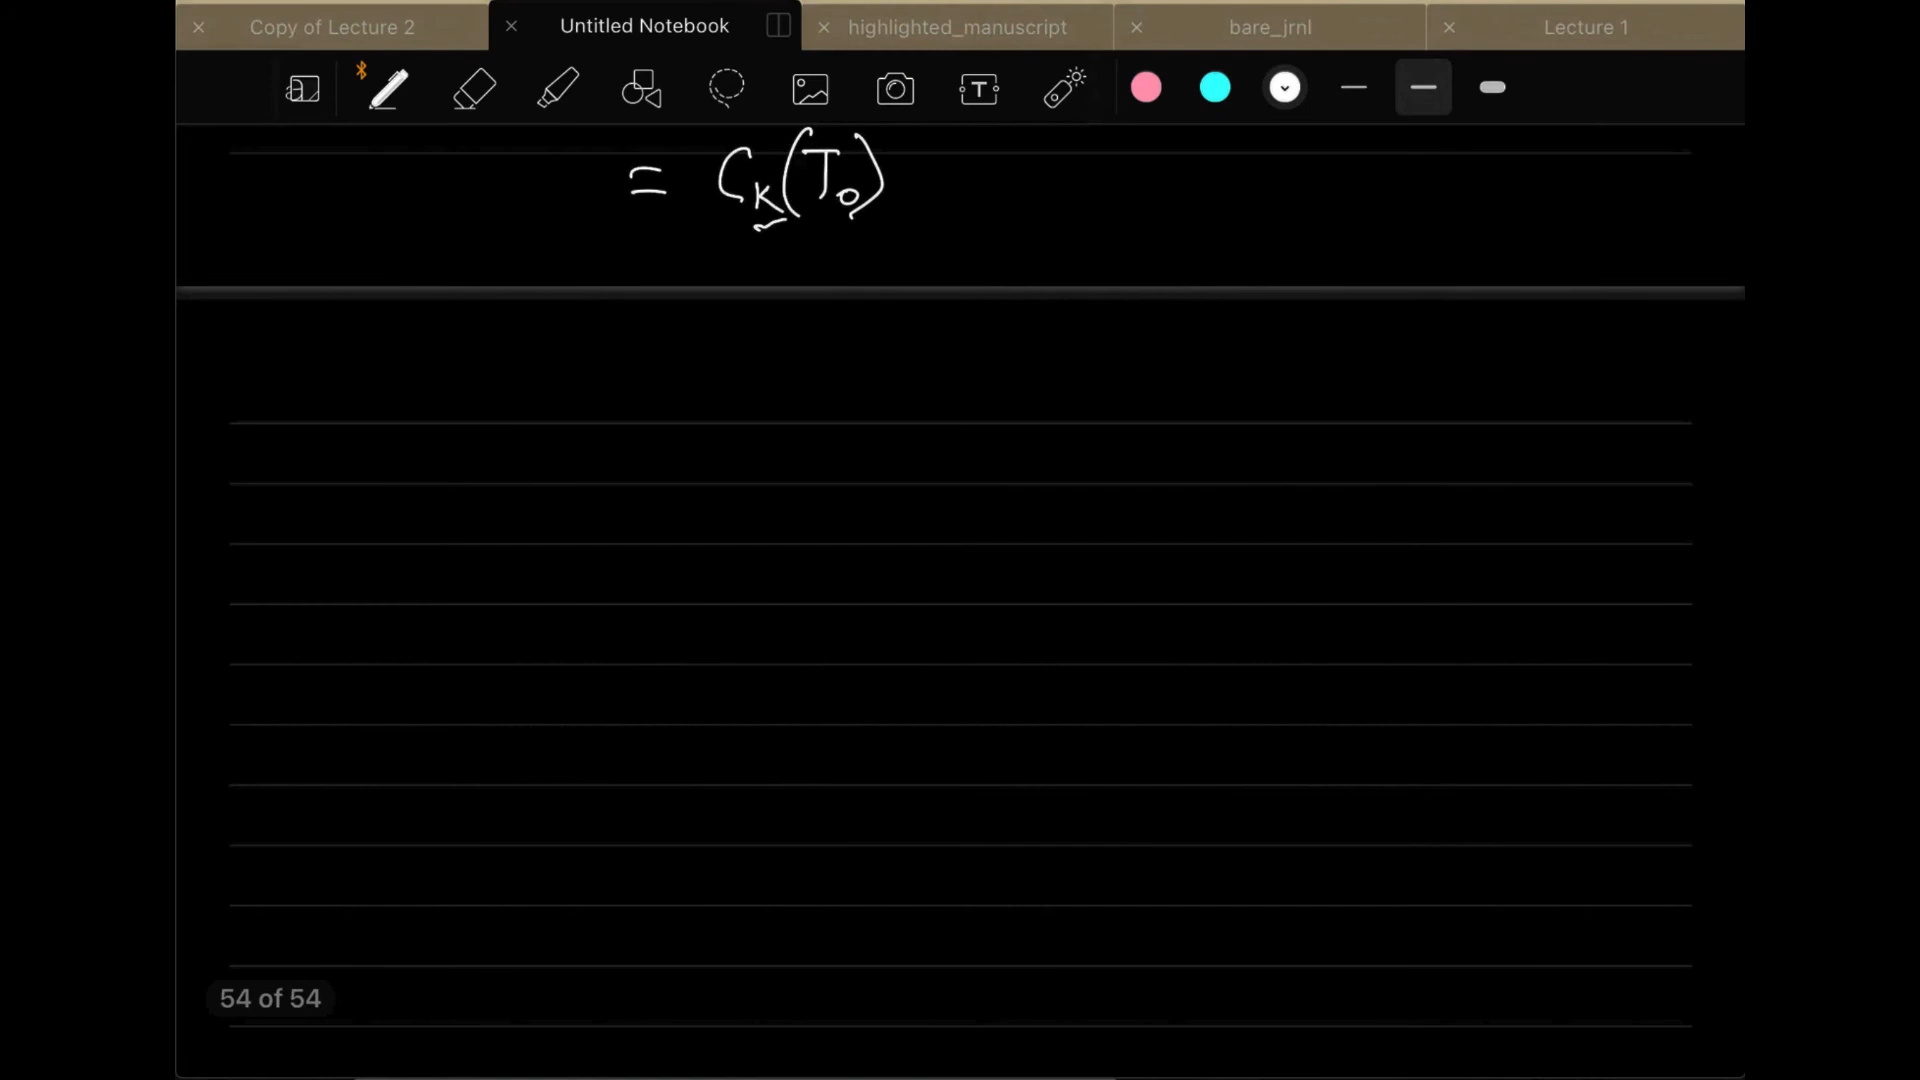 Copy of Lecture 2 Untitled Notebook highlighted_manuscript bare_jrnl Lecture 1
= C_K(T_0)
54 of 54